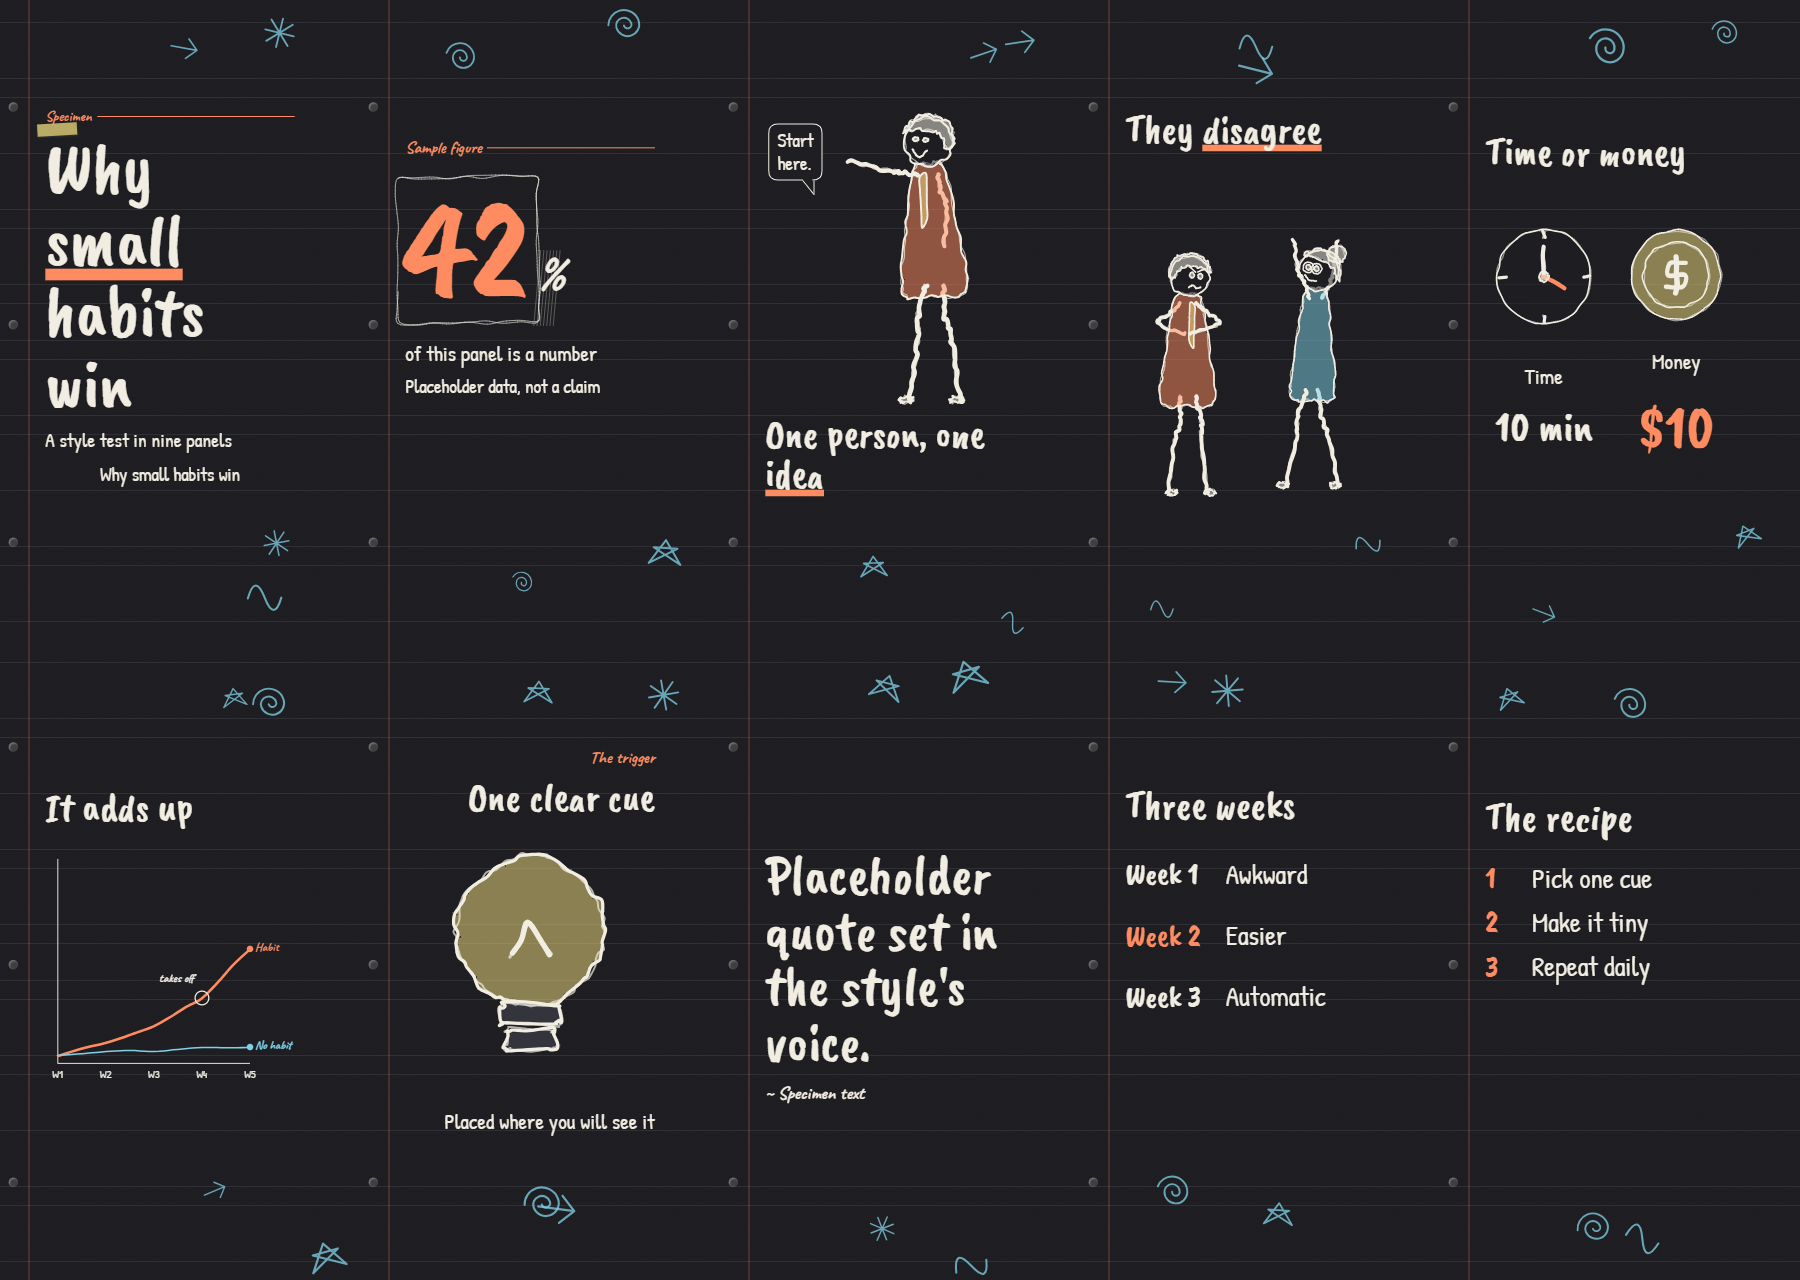 Specimen
Why
small
habits
win
A style test in nine panels
Why small habits win
Sample figure
42
%
of this panel is a number
Placeholder data, not a claim
Start
here.
One person, one
idea
They disagree
Time or money
$
Time
Money
10 min
$10
It adds up
Habit
takes off
No habit
W1 W2 W3 W4 W5
The trigger
One clear cue
Placed where you will see it
Placeholder
quote set in
the style's
voice.
~ Specimen text
Three weeks
Week 1 Awkward
Week 2 Easier
Week 3 Automatic
The recipe
1 Pick one cue
2 Make it tiny
3 Repeat daily